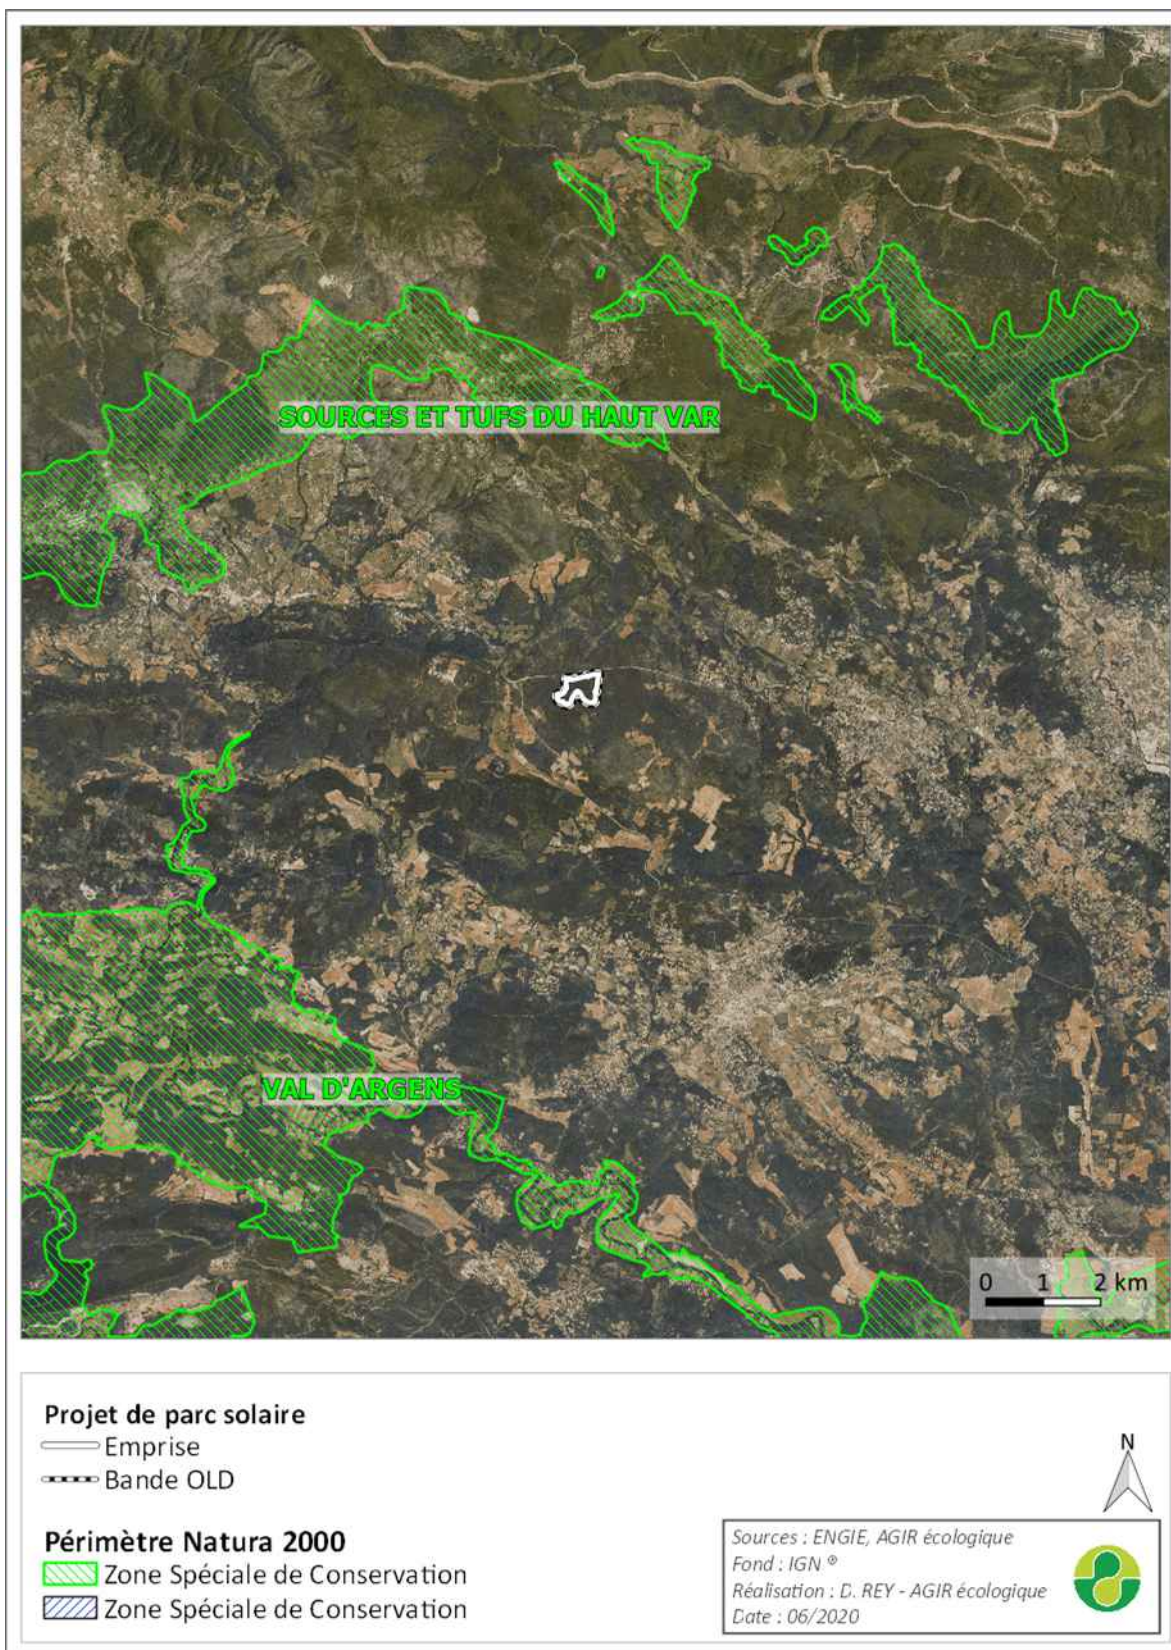 SOURCES ET TUFS DU HAUT VAR
VAL D'ARGENS
0 1 2 km
Projet de parc solaire
Emprise
Bande OLD
Périmètre Natura 2000
Zone Spéciale de Conservation
Zone Spéciale de Conservation
N
Sources : ENGIE, AGIR écologique
Fond : IGN ®
Réalisation : D. REY - AGIR écologique
Date : 06/2020